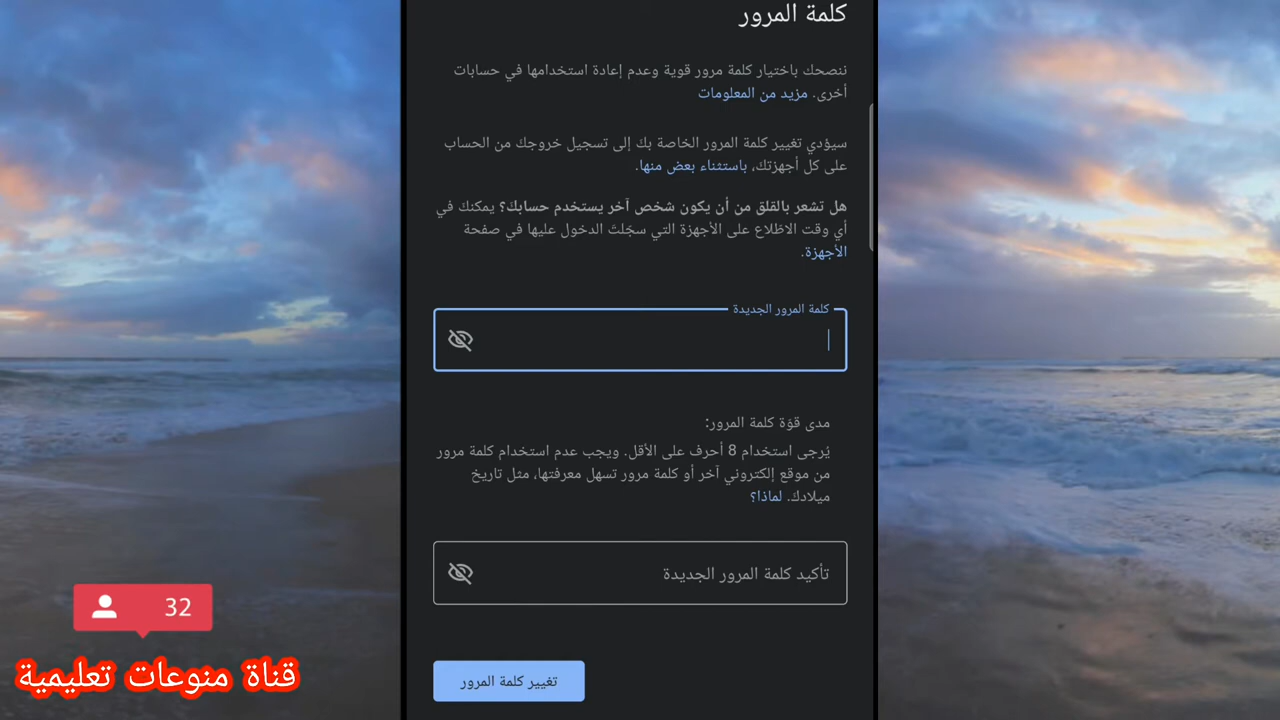 كلمة المرور
ننصحك باختيار كلمة مرور قوية وعدم إعادة استخدامها في حسابات
أخرى. مزيد من المعلومات
سيؤدي تغيير كلمة المرور الخاصة بك إلى تسجيل خروجك من الحساب
على كل أجهزتك، باستثناء بعض منها.
هل تشعر بالقلق من أن يكون شخص آخر يستخدم حسابك؟ يمكنك في
أي وقت الاطّلاع على الأجهزة التي سجّلتَ الدخول عليها في صفحة
الأجهزة.
كلمة المرور الجديدة
مدى قوّة كلمة المرور:
يُرجى استخدام 8 أحرف على الأقل. ويجب عدم استخدام كلمة مرور
من موقع إلكتروني آخر أو كلمة مرور تسهل معرفتها، مثل تاريخ
ميلادك. لماذا؟
تأكيد كلمة المرور الجديدة
تغيير كلمة المرور
32
قناة منوعات تعليمية